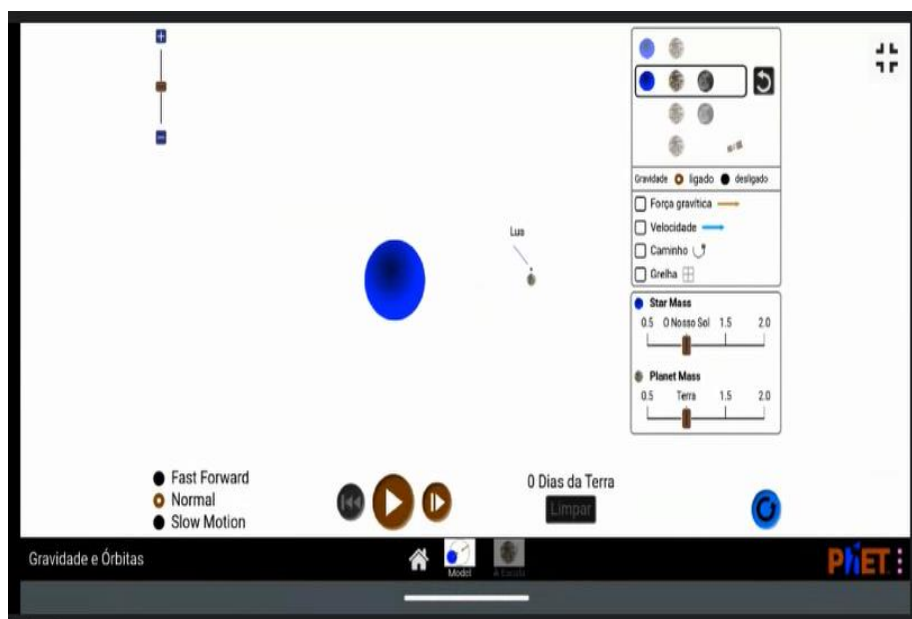 Lua
Gravidade ligado desligado
Força gravítica
Velocidade
Caminho
Grelha
Star Mass
0.5 O Nosso Sol 1.5 2.0
Planet Mass
0.5 Terra 1.5 2.0
Fast Forward
Normal
Slow Motion
0 Dias da Terra
Limpar
Gravidade e Órbitas
Model
À Escala
PhET